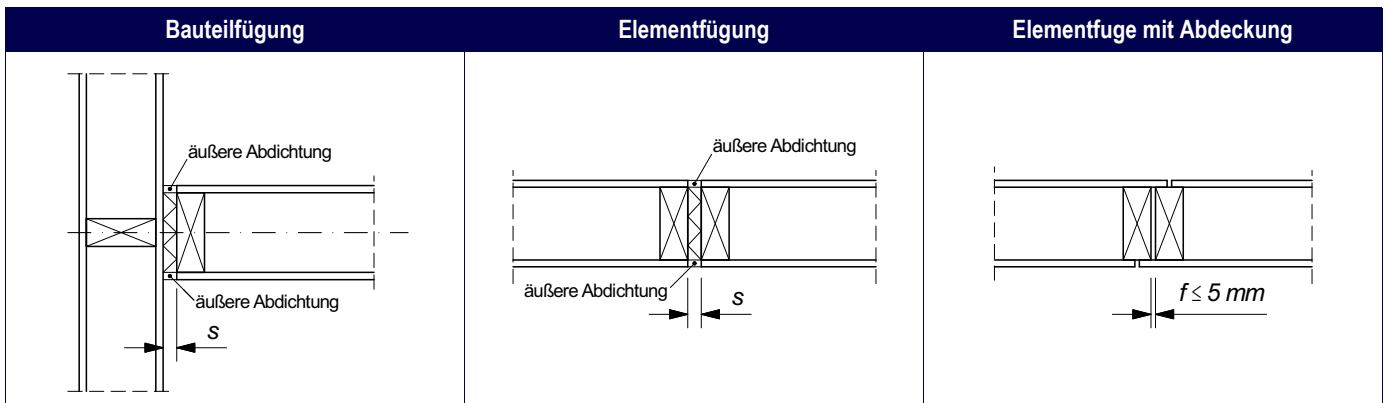 Bauteilfügung
Elementfügung
Elementfuge mit Abdeckung
äußere Abdichtung
äußere Abdichtung
s
äußere Abdichtung
äußere Abdichtung
s
f ≤ 5 mm